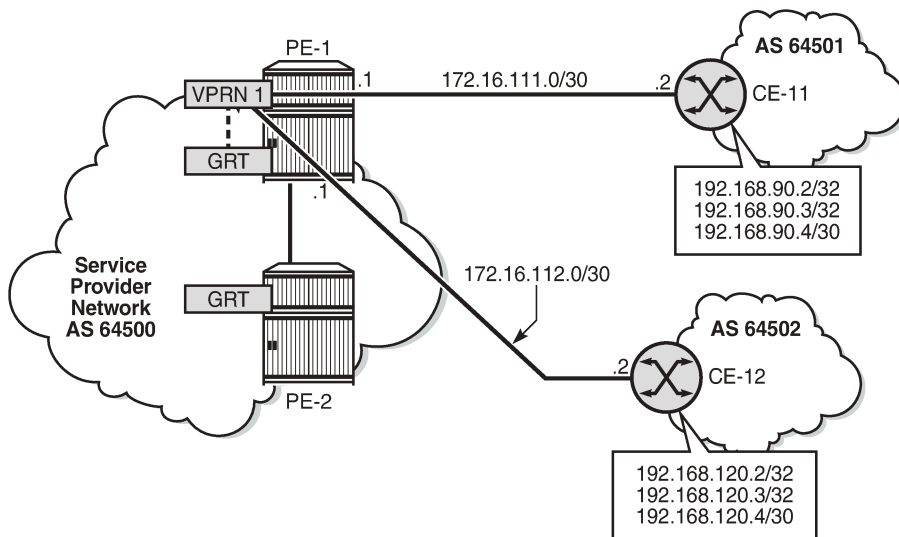 PE-1
VPRN 1
GRT
.1
172.16.111.0/30
.2
AS 64501
CE-11
192.168.90.2/32
192.168.90.3/32
192.168.90.4/30
.1
Service
Provider
Network
AS 64500
GRT
PE-2
172.16.112.0/30
.2
AS 64502
CE-12
192.168.120.2/32
192.168.120.3/32
192.168.120.4/30